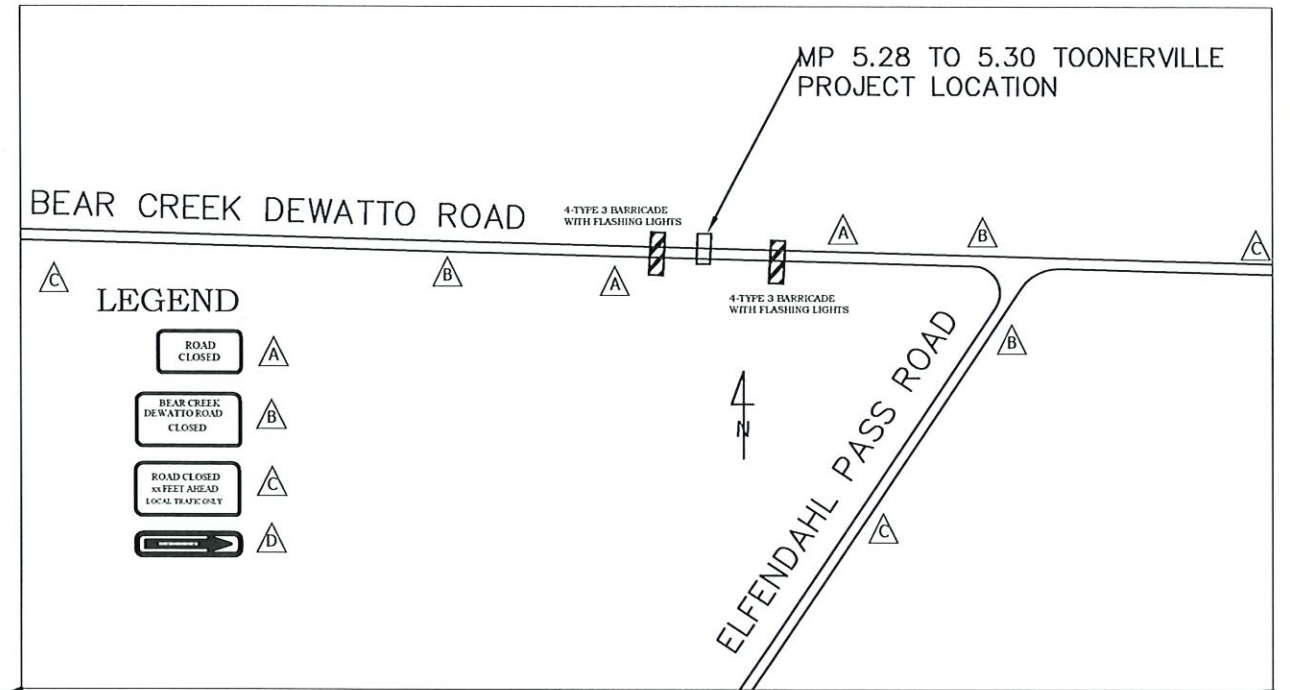 MP 5.28 TO 5.30 TOONERVILLE
PROJECT LOCATION
BEAR CREEK DEWATTO ROAD
4-TYPE 3 BARRICADE
WITH FLASHING LIGHTS
A
B
C
C
B
A
4-TYPE 3 BARRICADE
WITH FLASHING LIGHTS
LEGEND
ROAD
CLOSED
A
BEAR CREEK
DEWATTO ROAD
CLOSED
B
ROAD CLOSED
xx FEET AHEAD
LOCAL TRAFIC ONLY
C
D
N
B
ELFENDAHL PASS ROAD
C